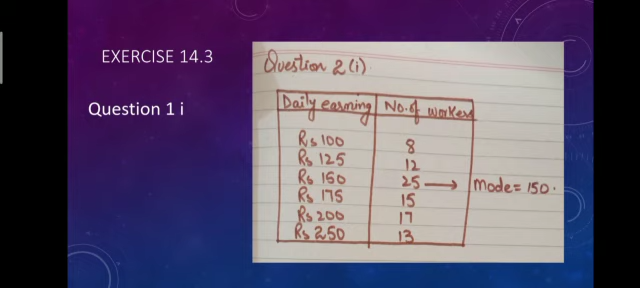 EXERCISE 14.3
Question 1 i
Question 2 (i)
Daily earning No. of workers
Rs 100 8
Rs 125 12
Rs 150 25 → Mode = 150.
Rs 175 15
Rs 200 17
Rs 250 13